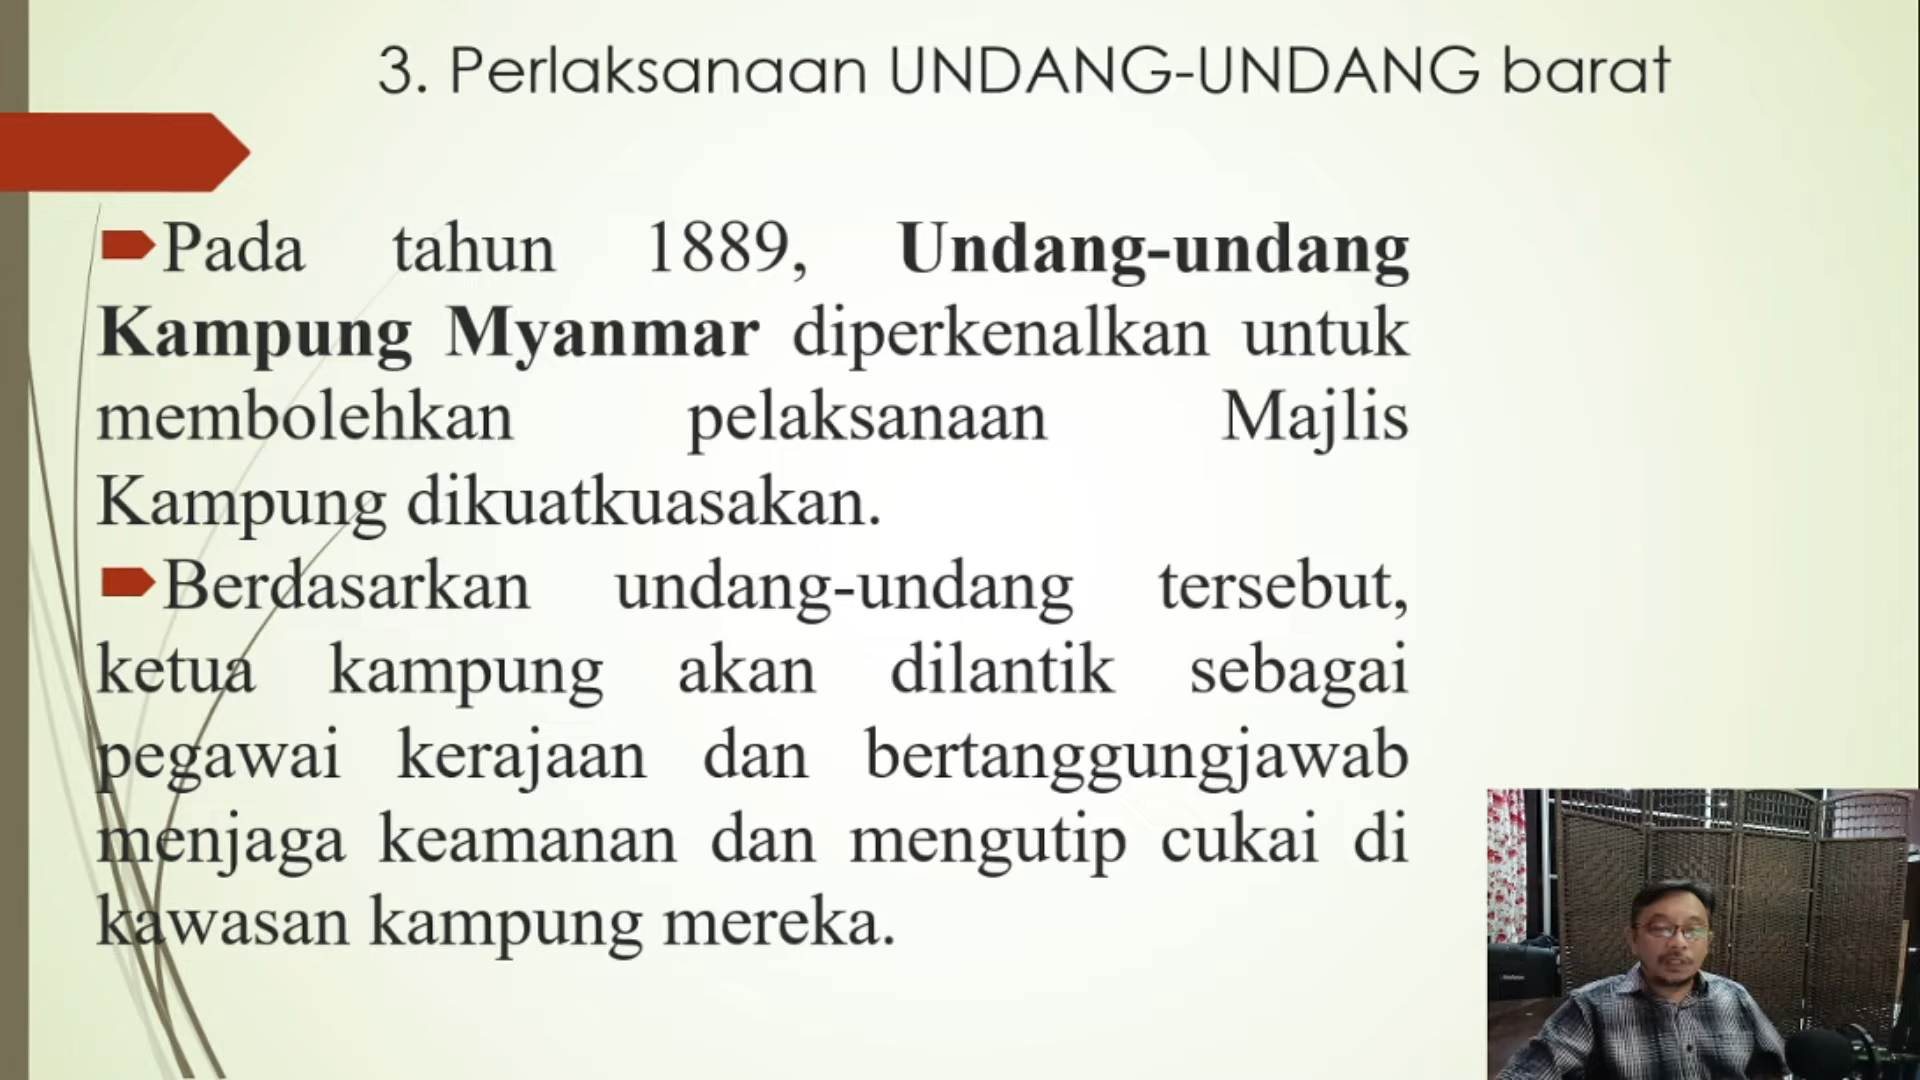 3. Perlaksanaan UNDANG-UNDANG barat
Pada tahun 1889, Undang-undang
Kampung Myanmar diperkenalkan untuk
membolehkan pelaksanaan Majlis
Kampung dikuatkuasakan.
Berdasarkan undang-undang tersebut,
ketua kampung akan dilantik sebagai
pegawai kerajaan dan bertanggungjawab
menjaga keamanan dan mengutip cukai di
kawasan kampung mereka.